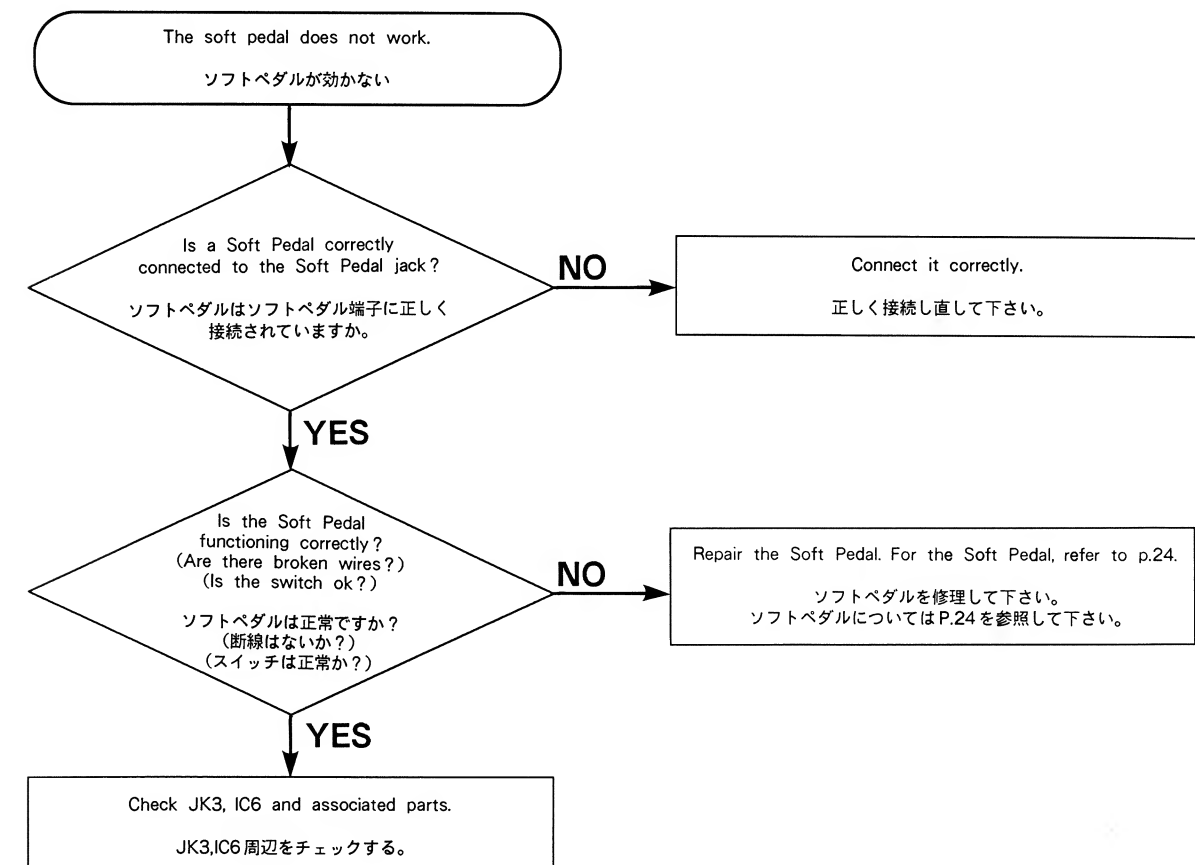 The soft pedal does not work.
ソフトペダルが効かない
Is a Soft Pedal correctly
connected to the Soft Pedal jack?
ソフトペダルはソフトペダル端子に正しく
接続されていますか。
NO
Connect it correctly.
正しく接続し直して下さい。
YES
Is the Soft Pedal
functioning correctly?
(Are there broken wires?)
(Is the switch ok?)
ソフトペダルは正常ですか？
(断線はないか？)
(スイッチは正常か？)
NO
Repair the Soft Pedal. For the Soft Pedal, refer to p.24.
ソフトペダルを修理して下さい。
ソフトペダルについてはP.24を参照して下さい。
YES
Check JK3, IC6 and associated parts.
JK3,IC6周辺をチェックする。